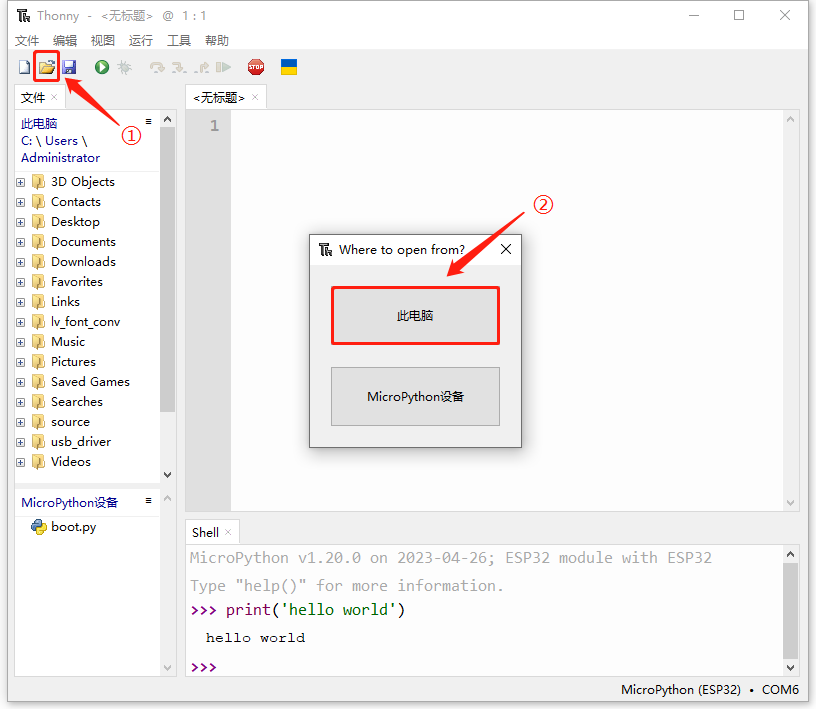 Thonny - <无标题> @ 1 : 1
文件 编辑 视图 运行 工具 帮助
STOP
文件 ×
<无标题> ×
①
此电脑
C: \ Users \
Administrator
3D Objects
Contacts
Desktop
Documents
Downloads
Favorites
Links
lv_font_conv
Music
Pictures
Saved Games
Searches
source
usb_driver
Videos
1
②
Where to open from?
此电脑
MicroPython设备
MicroPython设备
boot.py
Shell ×
MicroPython v1.20.0 on 2023-04-26; ESP32 module with ESP32
Type "help()" for more information.
>>> print('hello world')
hello world
>>>
MicroPython (ESP32) • COM6